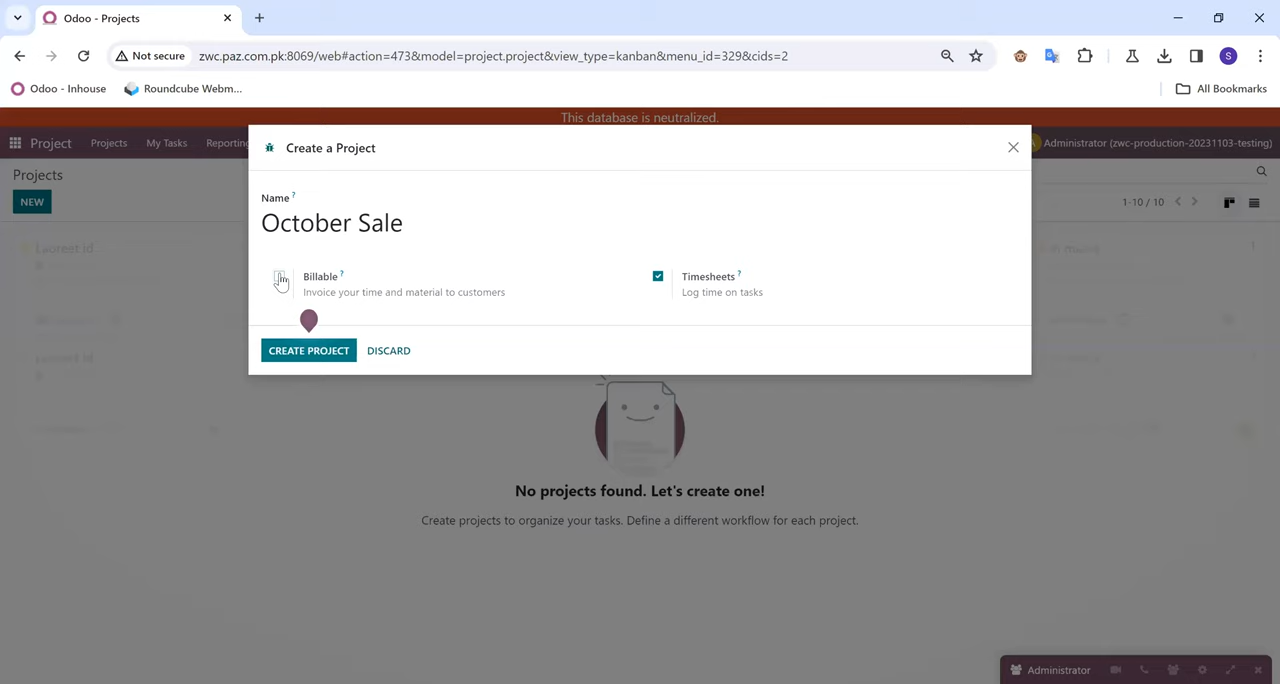 Odoo - Projects
Not secure
zwc.paz.com.pk:8069/web#action=473&model=project.project&view_type=kanban&menu_id=329&cids=2
S
Odoo - Inhouse
Roundcube Webm...
All Bookmarks
This database is neutralized.
Project
Projects
My Tasks
Reporting
Administrator (zwc-production-20231103-testing)
Projects
NEW
1-10 / 10
Create a Project
Name ?
October Sale
Billable ?
Invoice your time and material to customers
Timesheets ?
Log time on tasks
CREATE PROJECT
DISCARD
No projects found. Let's create one!
Create projects to organize your tasks. Define a different workflow for each project.
Administrator